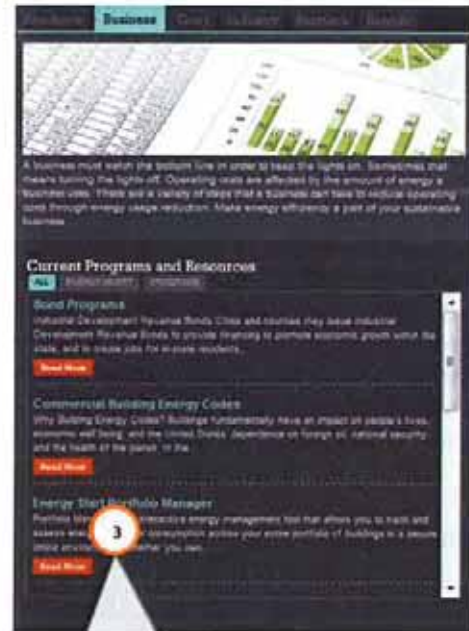 Business
A business must watch the bottom line in order to keep the lights on. Sometimes that
means turning the lights off. Operating costs are affected by the amount of energy a
business uses. There are a variety of steps that a business can take to reduce operating
costs through energy usage reduction. Make energy efficiency a part of your sustainable
business
Current Programs and Resources
ALL
Bond Programs
Industrial Development Revenue Bonds Cities and counties may issue Industrial
Development Revenue Bonds to provide financing to promote economic growth within the
state, and to create jobs for in-state residents.
Read More
Commercial Building Energy Codes
Why Building Energy Codes? Buildings fundamentally have an impact on people's lives,
economic well being, and the United States, dependence on foreign oil, national security
and the health of the planet. In the
Read More
Energy Start Portfolio Manager
Portfolio interactive energy management tool that allows you to track and
assess consumption across your entire portfolio of buildings in a secure
online you can
Read More
3